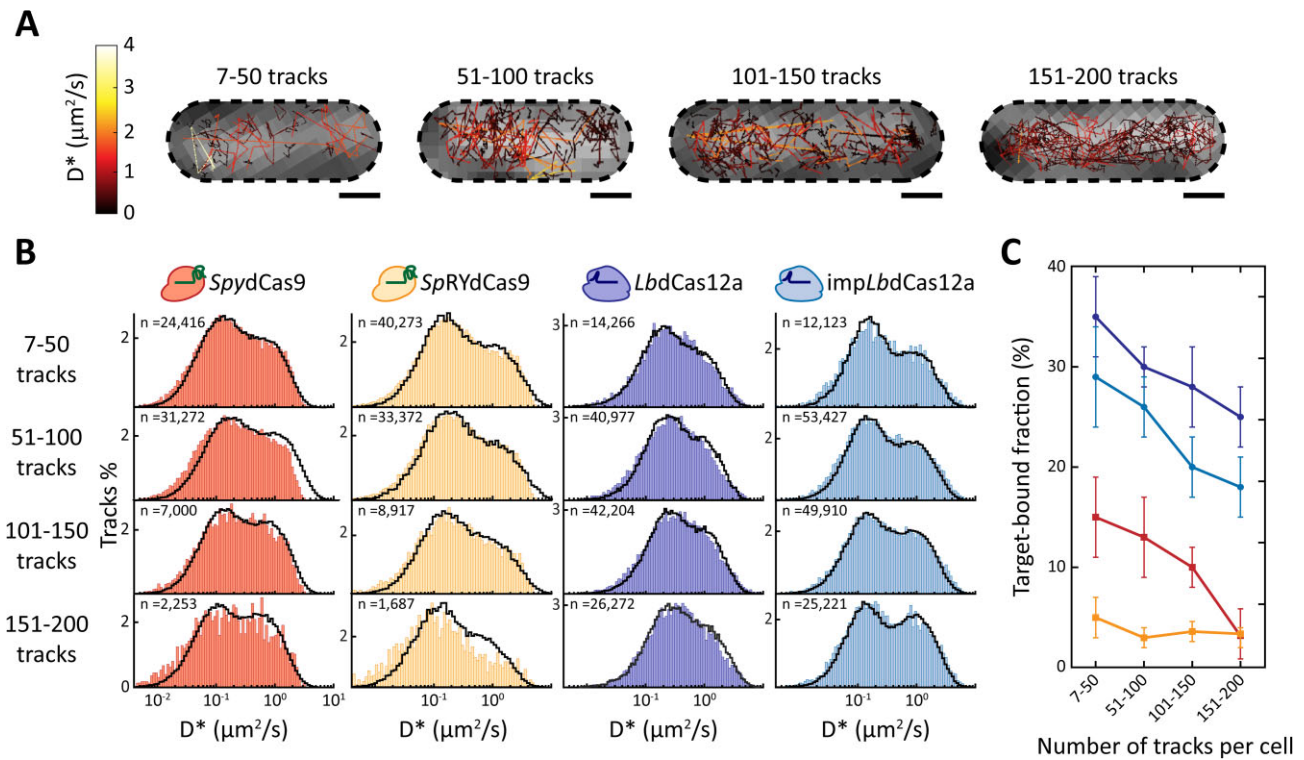 A
D* (μm²/s)
4
3
2
1
0
7-50 tracks
51-100 tracks
101-150 tracks
151-200 tracks
B
SpydCas9
SpRYdCas9
LbdCas12a
impLbdCas12a
7-50
tracks
51-100
tracks
101-150
tracks
151-200
tracks
Tracks %
n =24,416
2
n =40,273
2
3
n =14,266
n =12,123
2
n =31,272
2
n =33,372
2
3
n =40,977
n =53,427
2
n =7,000
2
n =8,917
2
3
n =42,204
n =49,910
2
n =2,253
2
0
n =1,687
2
3
n =26,272
n =25,221
2
10⁻² 10⁻¹ 10⁰ 10¹
10⁻¹ 10⁰
10⁻¹ 10⁰
10⁻¹ 10⁰
D* (μm²/s)
D* (μm²/s)
D* (μm²/s)
D* (μm²/s)
C
Target-bound fraction (%)
40
30
20
10
0
7-50
51-100
101-150
151-200
Number of tracks per cell